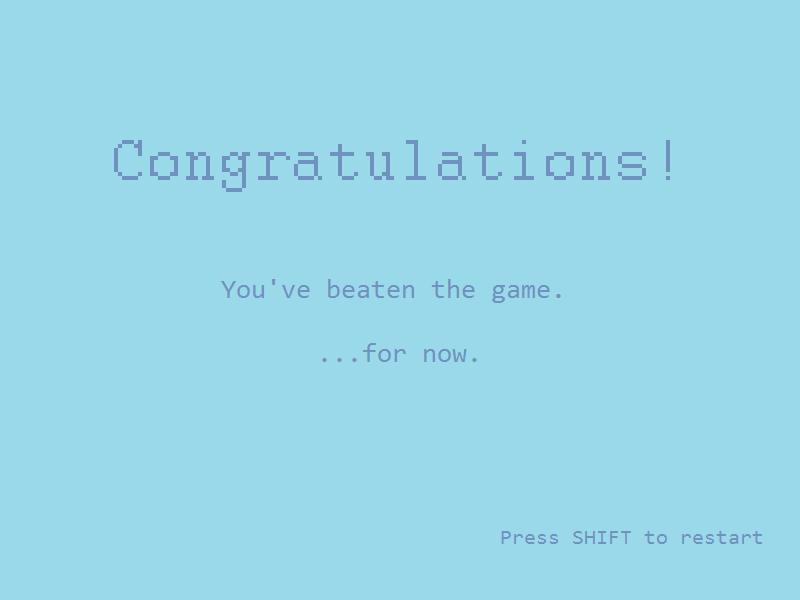 Congratulations!
You've beaten the game.
...for now.
Press SHIFT to restart